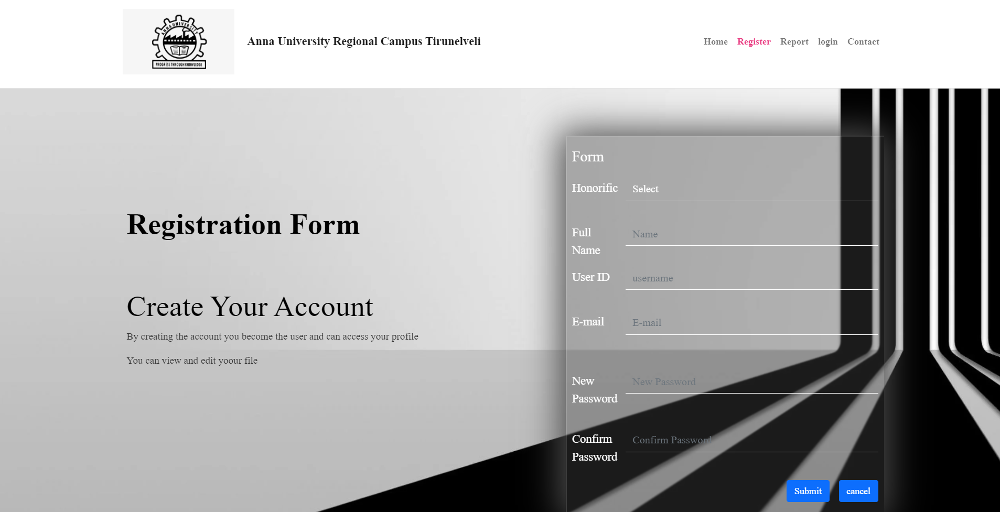 ANNA UNIVERSITY
PROGRESS THROUGH KNOWLEDGE
Anna University Regional Campus Tirunelveli
Home Register Report login Contact
Registration Form
Create Your Account
By creating the account you become the user and can access your profile
You can view and edit yoour file
Form
Honorific Select
Full Name
Name
User ID username
E-mail E-mail
New Password
New Password
Confirm Password
Confirm Password
Submit cancel